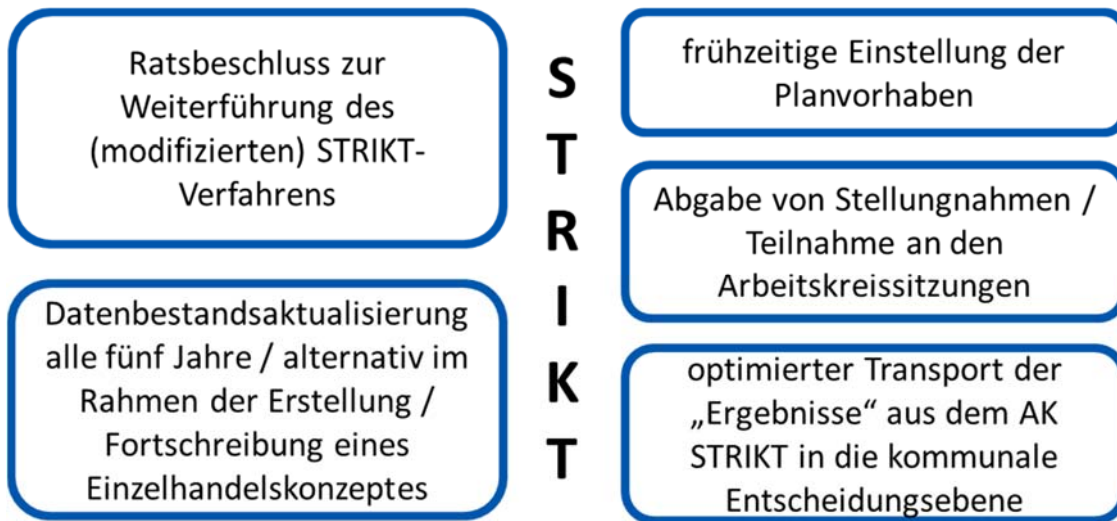 Ratsbeschluss zur
Weiterführung des
(modifizierten) STRIKT-
Verfahrens
Datenbestandsaktualisierung
alle fünf Jahre / alternativ im
Rahmen der Erstellung /
Fortschreibung eines
Einzelhandelskonzeptes
S
T
R
I
K
T
frühzeitige Einstellung der
Planvorhaben
Abgabe von Stellungnahmen /
Teilnahme an den
Arbeitskreissitzungen
optimierter Transport der
„Ergebnisse“ aus dem AK
STRIKT in die kommunale
Entscheidungsebene